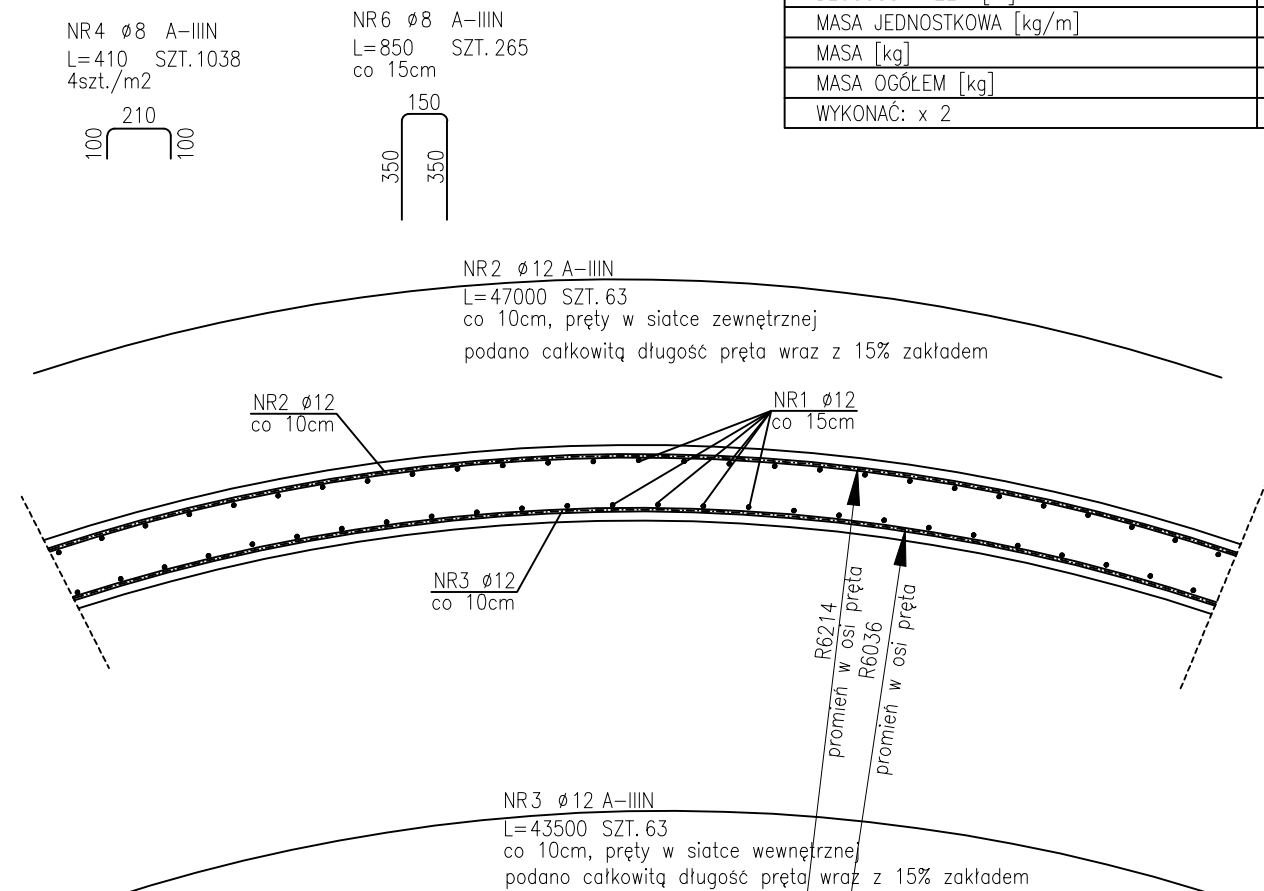 NR4 ø8 A-IIIN
L=410 SZT.1038
4szt./m2
210
100
100
NR6 ø8 A-IIIN
L=850 SZT.265
co 15cm
150
350
350
MASA JEDNOSTKOWA [kg/m]
MASA [kg]
MASA OGÓŁEM [kg]
WYKONAĆ: x 2
NR2 ø12 A-IIIN
L=47000 SZT.63
co 10cm, pręty w siatce zewnętrznej
podano całkowitą długość pręta wraz z 15% zakładem
NR2 ø12
co 10cm
NR1 ø12
co 15cm
NR3 ø12
co 10cm
R6214
promień w osi pręta
R6036
promień w osi pręta
NR3 ø12 A-IIIN
L=43500 SZT.63
co 10cm, pręty w siatce wewnętrznej
podano całkowitą długość pręta wraz z 15% zakładem